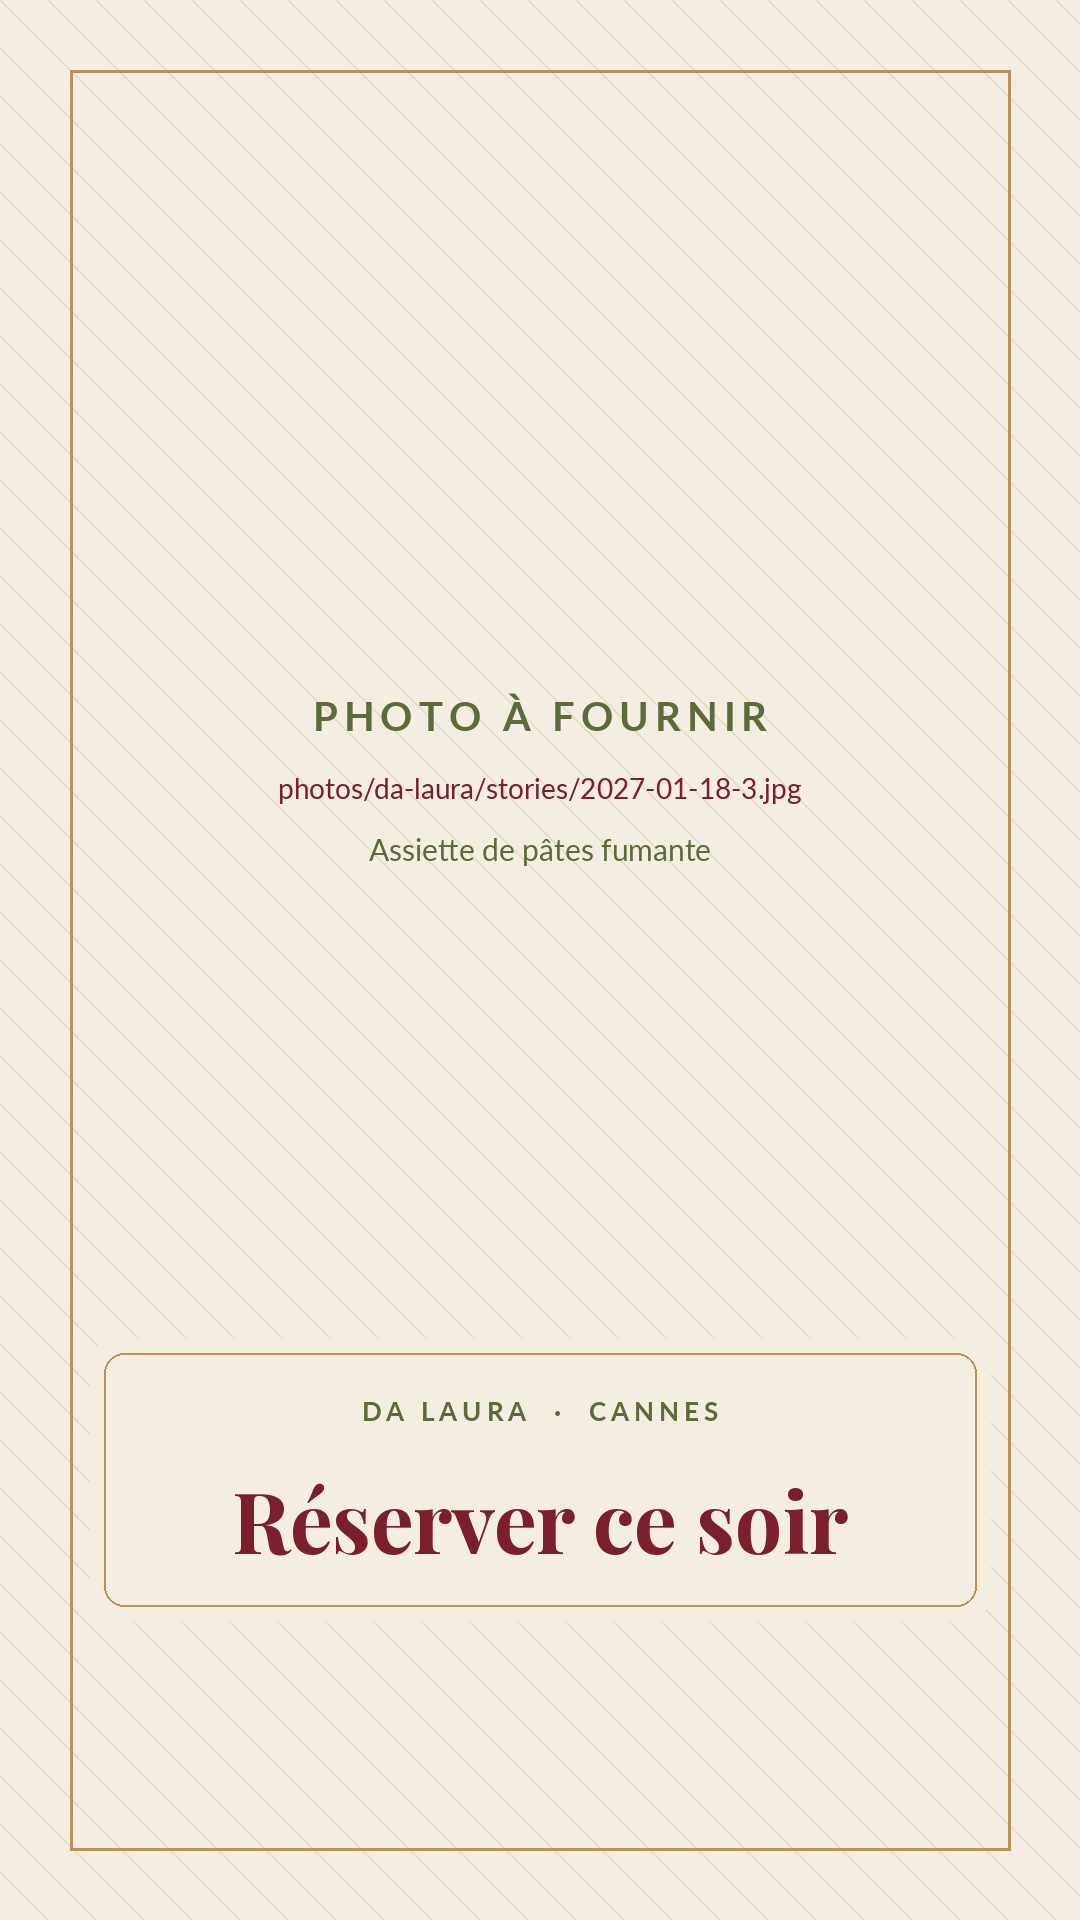 PHOTO À FOURNIR
photos/da-laura/stories/2027-01-18-3.jpg
Assiette de pâtes fumante
DA LAURA · CANNES
Réserver ce soir